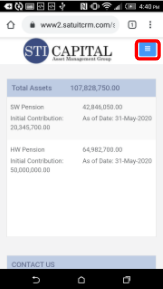 4:40 PM
www2.satuitcrm.com/s
STI CAPITAL
Asset Management Group
Total Assets 107,828,750.00
SW Pension 42,846,050.00
Initial Contribution: As of Date: 31-May-2020
20,345,700.00
HW Pension 64,982,700.00
Initial Contribution: As of Date: 31-May-2020
50,000,000.00
CONTACT US